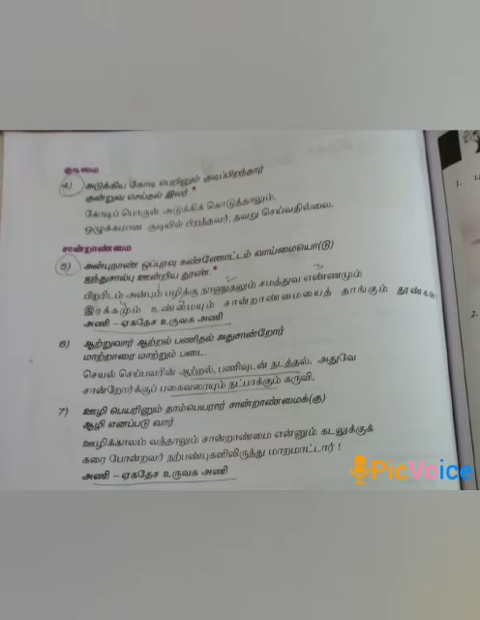 குடிமை
4) அடுக்கிய கோடி பெறினும் குடிப்பிறந்தார்
குன்றுவ செய்தல் இலர் *
கோடிப் பொருள் அடுக்கிக் கொடுத்தாலும்,
ஒழுக்கமான குடியில் பிறந்தவர், தவறு செய்வதில்லை.
சான்றாண்மை
5) அன்புநாண் ஒப்புரவு கண்ணோட்டம் வாய்மையொ(டு)
ஐந்துசால்பு ஊன்றிய தூண். *
பிறரிடம் அன்பும் பழிக்கு நாணுதலும் சமத்துவ எண்ணமும்
இரக்கமும் உண்மையும் சான்றாண்மையைத் தாங்கும் தூண்கள்
அணி – ஏகதேச உருவக அணி
6) ஆற்றுவார் ஆற்றல் பணிதல் அதுசான்றோர்
மாற்றாரை மாற்றும் படை.
செயல் செய்பவரின் ஆற்றல், பணிவுடன் நடத்தல். அதுவே
சான்றோர்க்குப் பகைவரையும் நட்பாக்கும் கருவி.
7) ஊழி பெயரினும் தாம்பெயரார் சான்றாண்மைக்(கு)
ஆழி எனப்படு வார்.
ஊழிக்காலம் வந்தாலும் சான்றாண்மை என்னும் கடலுக்குக்
கரை போன்றவர் நற்பண்புகளிலிருந்து மாறமாட்டார் !
அணி – ஏகதேச உருவக அணி
1.
2.
PicVoice